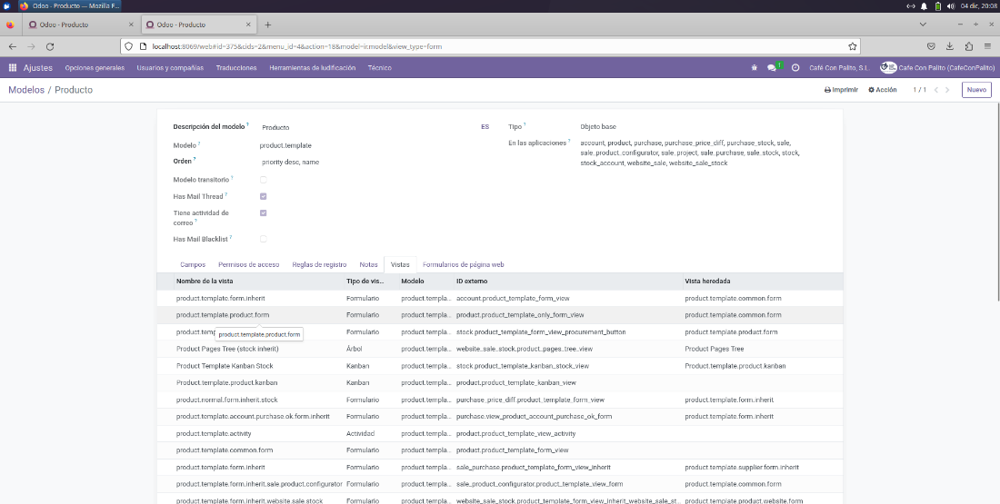 Odoo - Producto — Mozilla F...
04 dic, 20:08
Odoo - Producto
Odoo - Producto
localhost:8069/web#id=375&cids=2&menu_id=4&action=18&model=ir.model&view_type=form
Ajustes Opciones generales Usuarios y compañías Traducciones Herramientas de ludificación Técnico 1 Café Con Palito, S.L. Cafe Con Palito (CafeConPalito)
Modelos / Producto Imprimir Acción 1 / 1 Nuevo
Descripción del modelo ? Producto ES Tipo ? Objeto base
Modelo ? product.template En las aplicaciones ? account, product, purchase, purchase_price_diff, purchase_stock, sale,
sale_product_configurator, sale_project, sale_purchase, sale_stock, stock,
Orden ? priority desc, name stock_account, website_sale, website_sale_stock
Modelo transitorio ?
Has Mail Thread ?
Tiene actividad de
correo ?
Has Mail Blacklist ?
Campos Permisos de acceso Reglas de registro Notas Vistas Formularios de página web
Nombre de la vista Tipo de vis... Modelo ID externo Vista heredada
product.template.form.inherit Formulario product.templa... account.product_template_form_view product.template.common.form
product.template.product.form Formulario product.templa... product.product_template_only_form_view product.template.common.form
product.temp Formulario product.templa... stock.product_template_form_view_procurement_button product.template.product.form
product.template.product.form
Product Pages Tree (stock inherit) Árbol product.templa... website_sale_stock.product_pages_tree_view Product Pages Tree
Product Template Kanban Stock Kanban product.templa... stock.product_template_kanban_stock_view Product.template.product.kanban
Product.template.product.kanban Kanban product.templa... product.product_template_kanban_view
product.normal.form.inherit.stock Formulario product.templa... purchase_price_diff.product_template_form_view product.template.form.inherit
product.template.account.purchase.ok.form.inherit Formulario product.templa... purchase.view_product_account_purchase_ok_form product.template.form.inherit
product.template.activity Actividad product.templa... product.product_template_view_activity
product.template.common.form Formulario product.templa... product.product_template_form_view
product.template.form.inherit Formulario product.templa... sale_purchase.product_template_form_view_inherit product.template.supplier.form.inherit
product.template.form.inherit.sale.product.configurator Formulario product.templa... sale_product_configurator.product_template_view_form product.template.common.form
product.template.form.inherit.website.sale.stock Formulario product.templa... website_sale_stock.product_template_form_view_inherit_website_sale_st... product.template.product.website.form